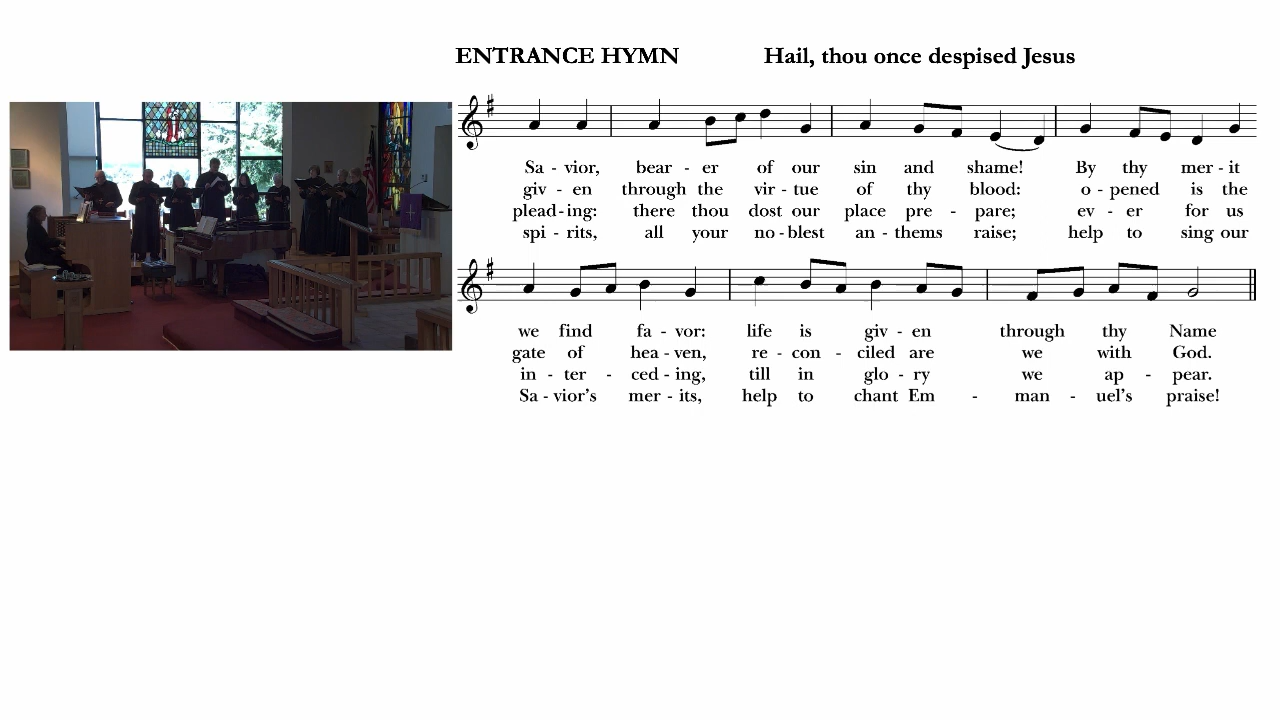 ENTRANCE HYMN Hail, thou once despised Jesus
Sa - vior, bear - er of our sin and shame! By thy mer - it
giv - en through the vir - tue of thy blood: o - pened is the
plead - ing: there thou dost our place pre - pare; ev - er for us
spi - rits, all your no - blest an - thems raise; help to sing our
we find fa - vor: life is giv - en through thy Name
gate of hea - ven, re - con - ciled are we with God.
in - ter - ced - ing, till in glo - ry we ap - pear.
Sa - vior's mer - its, help to chant Em - man - uel's praise!